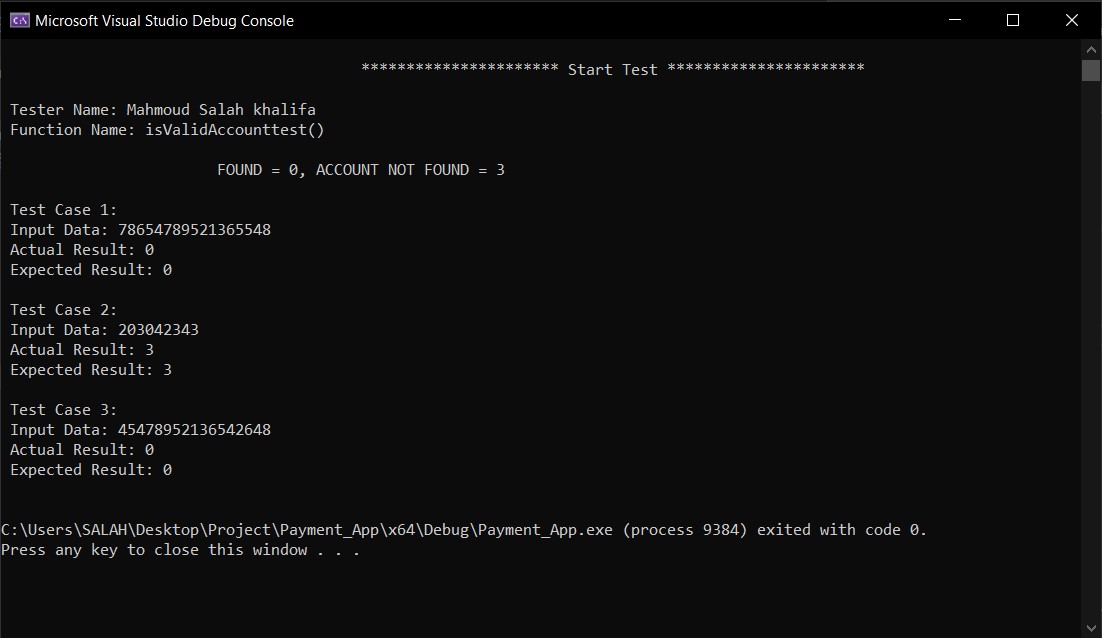 Microsoft Visual Studio Debug Console
********************** Start Test **********************
Tester Name: Mahmoud Salah khalifa
Function Name: isValidAccounttest()
FOUND = 0, ACCOUNT NOT FOUND = 3
Test Case 1:
Input Data: 78654789521365548
Actual Result: 0
Expected Result: 0
Test Case 2:
Input Data: 203042343
Actual Result: 3
Expected Result: 3
Test Case 3:
Input Data: 45478952136542648
Actual Result: 0
Expected Result: 0
C:\Users\SALAH\Desktop\Project\Payment_App\x64\Debug\Payment_App.exe (process 9384) exited with code 0.
Press any key to close this window . . .